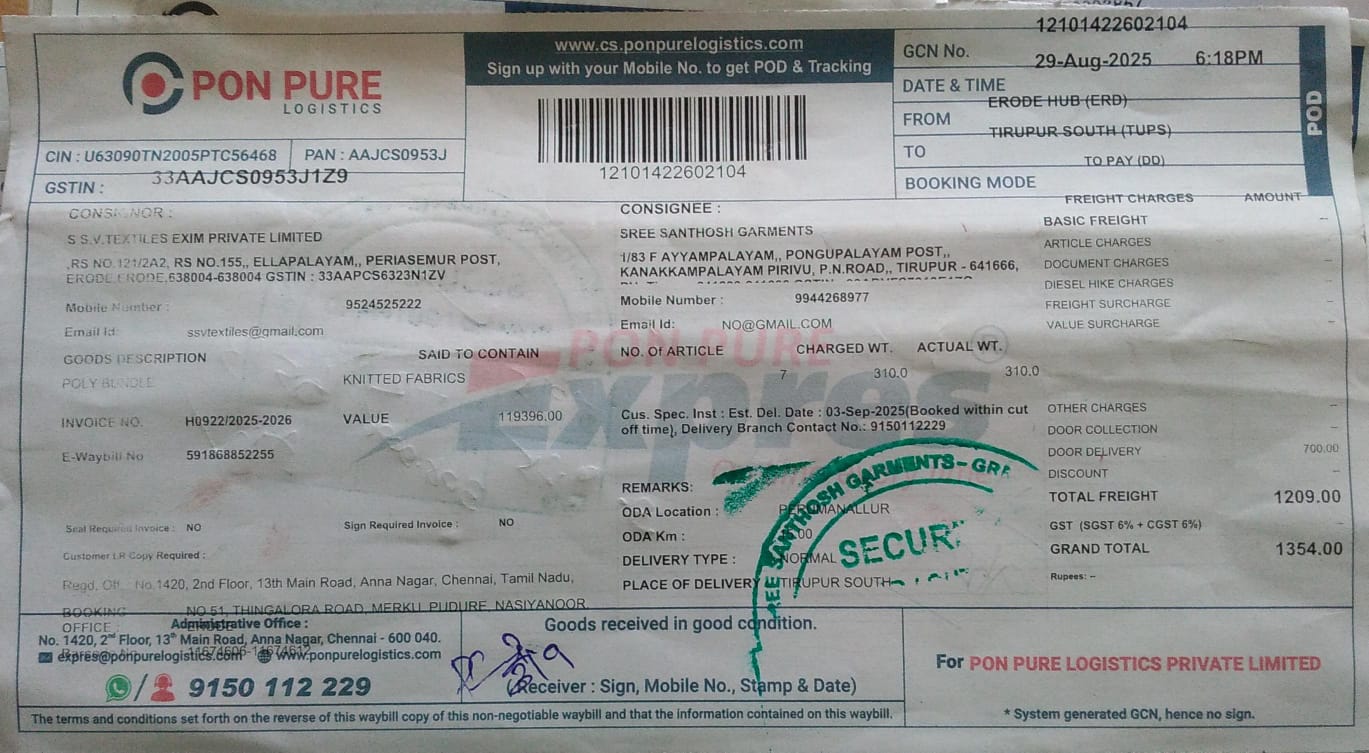 PON PURE
LOGISTICS
www.cs.ponpurelogistics.com
Sign up with your Mobile No. to get POD & Tracking
12101422602104
12101422602104
GCN No.
29-Aug-2025 6:18PM
DATE & TIME
ERODE HUB (ERD)
FROM
TIRUPUR SOUTH (TUPS)
TO
TO PAY (DD)
BOOKING MODE
POD
CIN : U63090TN2005PTC56468 PAN : AAJCS0953J
GSTIN : 33AAJCS0953J1Z9
CONSIGNOR :
S S.V.TEXTILES EXIM PRIVATE LIMITED
,RS NO.121/2A2, RS NO.155,, ELLAPALAYAM,, PERIASEMUR POST,
ERODE,ERODE,638004-638004 GSTIN : 33AAPCS6323N1ZV
Mobile Number : 9524525222
Email Id: ssvtextiles@gmail.com
GOODS DESCRIPTION SAID TO CONTAIN
POLY BUNDLE KNITTED FABRICS
INVOICE NO. H0922/2025-2026 VALUE 119396.00
E-Waybill No 591868852255
Seal Required Invoice : NO Sign Required Invoice : NO
Customer LR Copy Required :
Regd. Off: No.1420, 2nd Floor, 13th Main Road, Anna Nagar, Chennai, Tamil Nadu,
BOOKING OFFICE : NO 51, THINGALORA ROAD, MERKU, PUDURE, NASIYANOOR,
ERODE
CONSIGNEE :
SREE SANTHOSH GARMENTS
1/83 F AYYAMPALAYAM,, PONGUPALAYAM POST,,
KANAKKAMPALAYAM PIRIVU, P.N.ROAD,, TIRUPUR - 641666,
Mobile Number : 9944268977
Email Id: NO@GMAIL.COM
NO. Of ARTICLE CHARGED WT. ACTUAL WT.
7 310.0 310.0
Cus. Spec. Inst : Est. Del. Date : 03-Sep-2025(Booked within cut
off time), Delivery Branch Contact No.: 9150112229
REMARKS:
ODA Location : PERUMANALLUR
ODA Km :
DELIVERY TYPE : NORMAL
PLACE OF DELIVERY : TIRUPUR SOUTH
PON PURE
Expres
SREE SANTHOSH GARMENTS-
FREIGHT CHARGES AMOUNT
BASIC FREIGHT --
ARTICLE CHARGES --
DOCUMENT CHARGES --
DIESEL HIKE CHARGES --
FREIGHT SURCHARGE --
VALUE SURCHARGE --
OTHER CHARGES --
DOOR COLLECTION --
DOOR DELIVERY 700.00
DISCOUNT --
TOTAL FREIGHT 1209.00
GST (SGST 6% + CGST 6%) --
GRAND TOTAL 1354.00
Rupees: --
Administrative Office :
No. 1420, 2nd Floor, 13th Main Road, Anna Nagar, Chennai - 600 040.
expres@ponpurelogistics.com www.ponpurelogistics.com
9150 112 229
Goods received in good condition.
(Receiver : Sign, Mobile No., Stamp & Date)
For PON PURE LOGISTICS PRIVATE LIMITED
* System generated GCN, hence no sign.
The terms and conditions set forth on the reverse of this waybill copy of this non-negotiable waybill and that the information contained on this waybill.